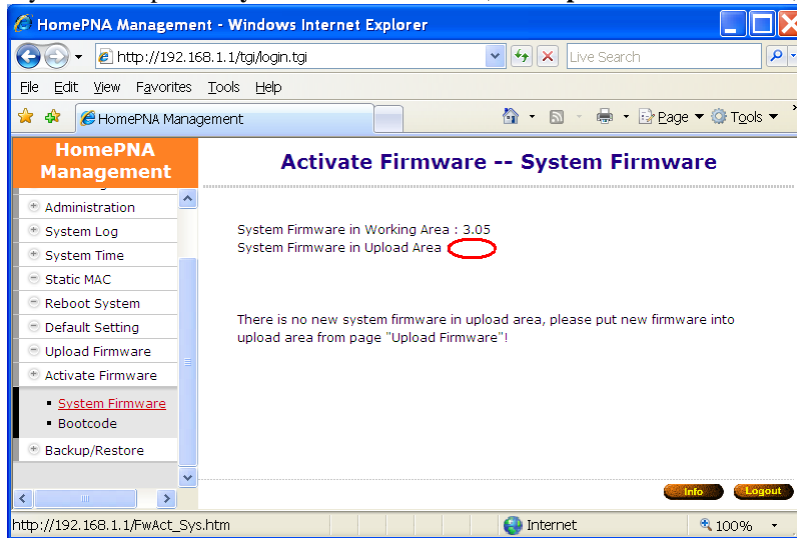 HomePNA Management - Windows Internet Explorer
http://192.168.1.1/tgi/login.tgi
Live Search
File Edit View Favorites Tools Help
HomePNA Management
Page
Tools
HomePNA
Management
Administration
System Log
System Time
Static MAC
Reboot System
Default Setting
Upload Firmware
Activate Firmware
System Firmware
Bootcode
Backup/Restore
Activate Firmware -- System Firmware
System Firmware in Working Area : 3.05
System Firmware in Upload Area
There is no new system firmware in upload area, please put new firmware into
upload area from page "Upload Firmware"!
Info
Logout
http://192.168.1.1/FwAct_Sys.htm
Internet
100%